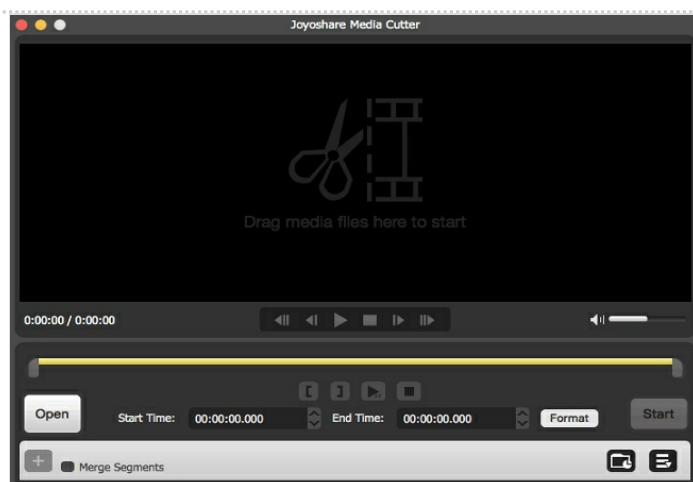 Joyoshare Media Cutter
Drag media files here to start
0:00:00 / 0:00:00
Open
Start Time: 00:00:00.000 End Time: 00:00:00.000 Format Start
Merge Segments